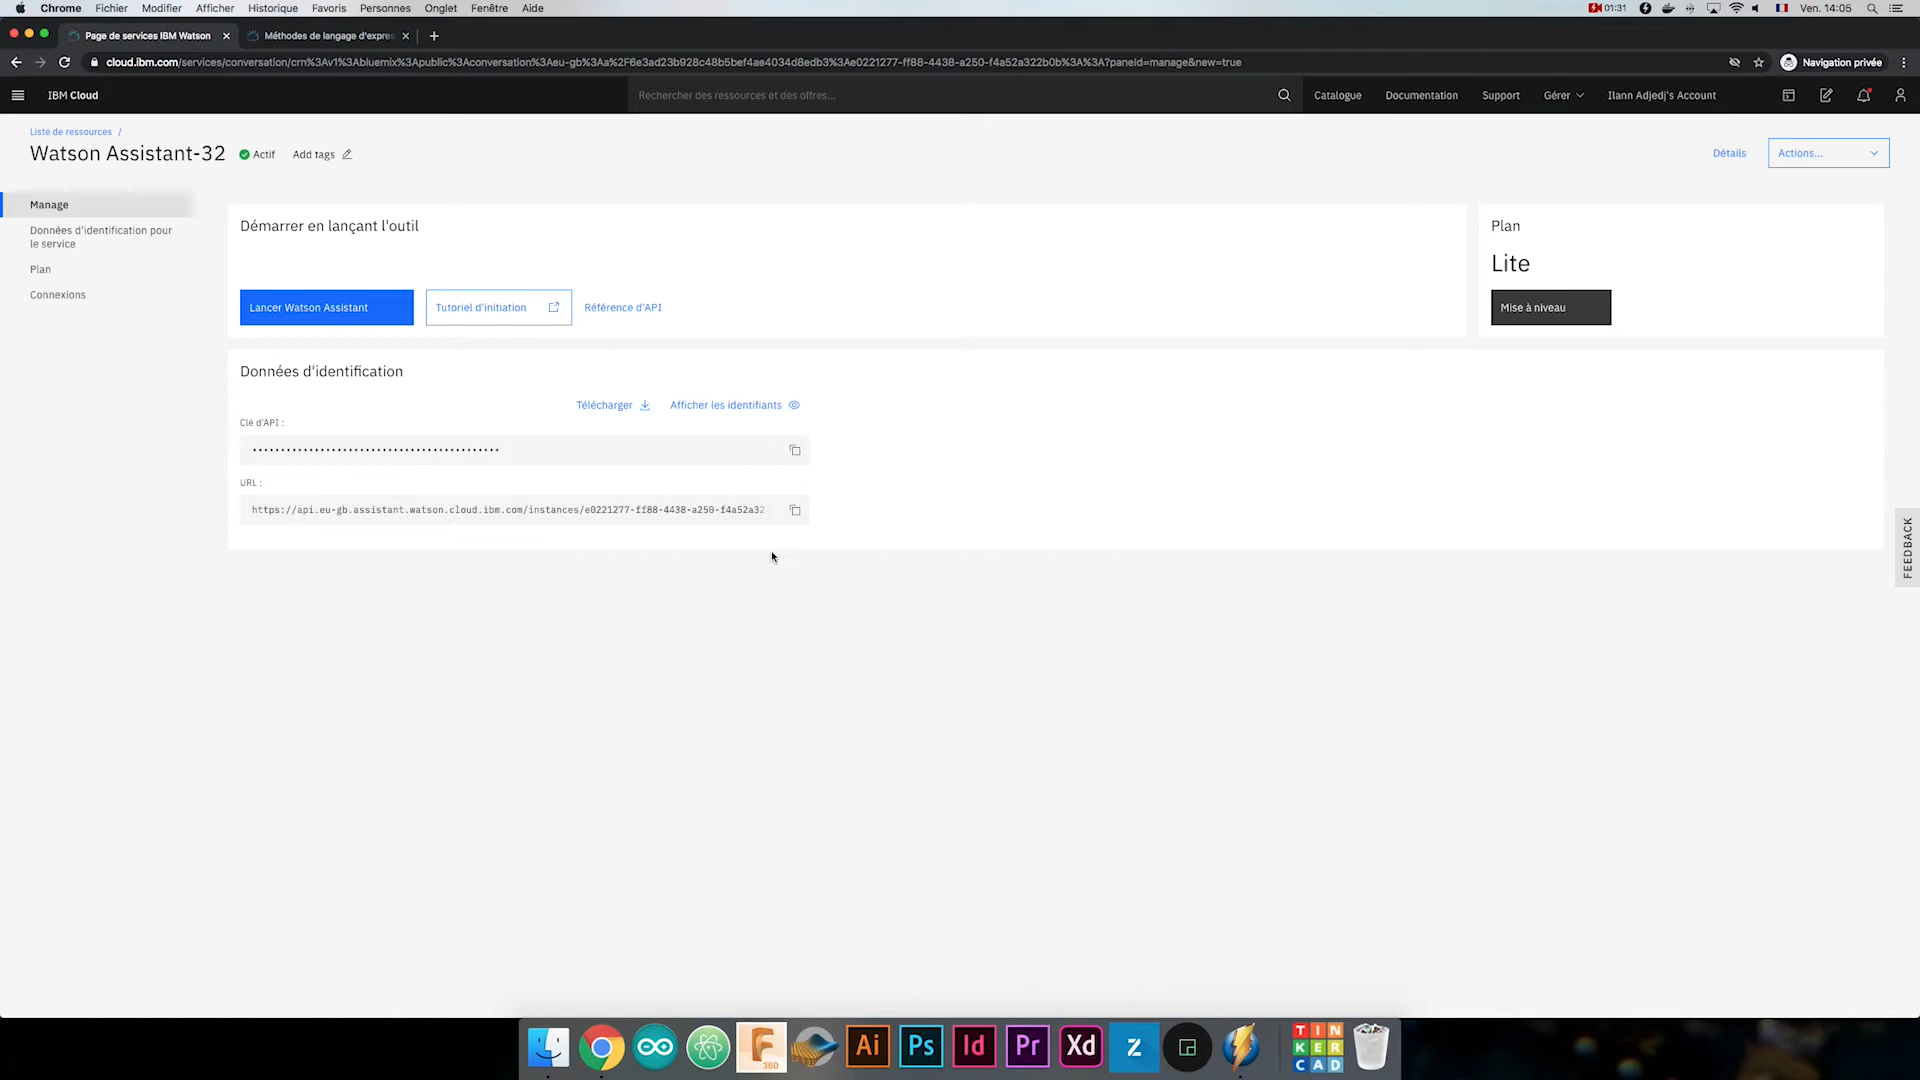 Chrome Fichier Modifier Afficher Historique Favoris Personnes Onglet Fenêtre Aide 01:31 Ven. 14:05
Page de services IBM Watson Méthodes de langage d'expre
cloud.ibm.com/services/conversation/crn%3Av1%3Abluemix%3Apublic%3Aconversation%3Aeu-gb%3Aa%2F6e3ad23b928c48b5bef4ae4034d8edb3%3Ae0221277-ff88-4438-a250-f4a52a322b0b%3A%3A?paneId=manage&new=true Navigation privée
IBM Cloud Rechercher des ressources et des offres... Catalogue Documentation Support Gérer Ilann Adjedj's Account
Liste de ressources /
Watson Assistant-32 Actif Add tags Détails Actions...
Manage
Données d'identification pour
le service
Plan
Connexions
Démarrer en lançant l'outil
Lancer Watson Assistant Tutoriel d'initiation Référence d'API
Plan
Lite
Mise à niveau
Données d'identification
Télécharger Afficher les identifiants
Clé d'API :
URL :
https://api.eu-gb.assistant.watson.cloud.ibm.com/instances/e0221277-ff88-4438-a250-f4a52a32
FEEDBACK
F
360
Ai
Ps
Id
Pr
Xd
Z
TIN
KER
CAD